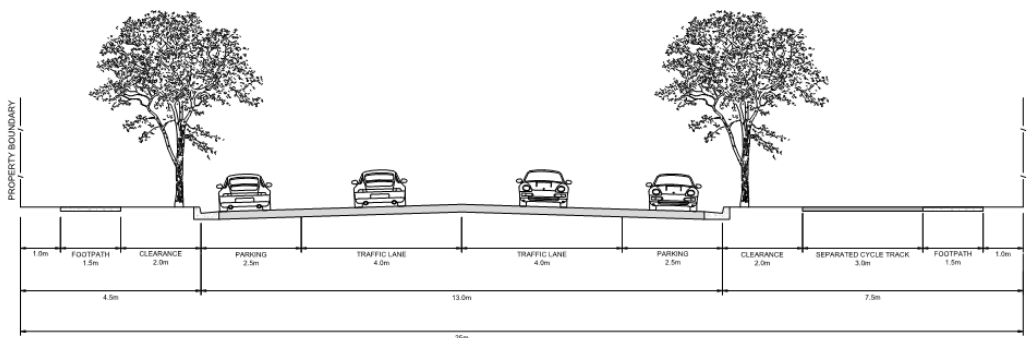 PROPERTY BOUNDARY
1.0m
FOOTPATH
1.5m
CLEARANCE
2.0m
PARKING
2.5m
TRAFFIC LANE
4.0m
TRAFFIC LANE
4.0m
PARKING
2.5m
CLEARANCE
2.0m
SEPARATED CYCLE TRACK
3.0m
FOOTPATH
1.5m
1.0m
4.5m
13.0m
7.5m
25m